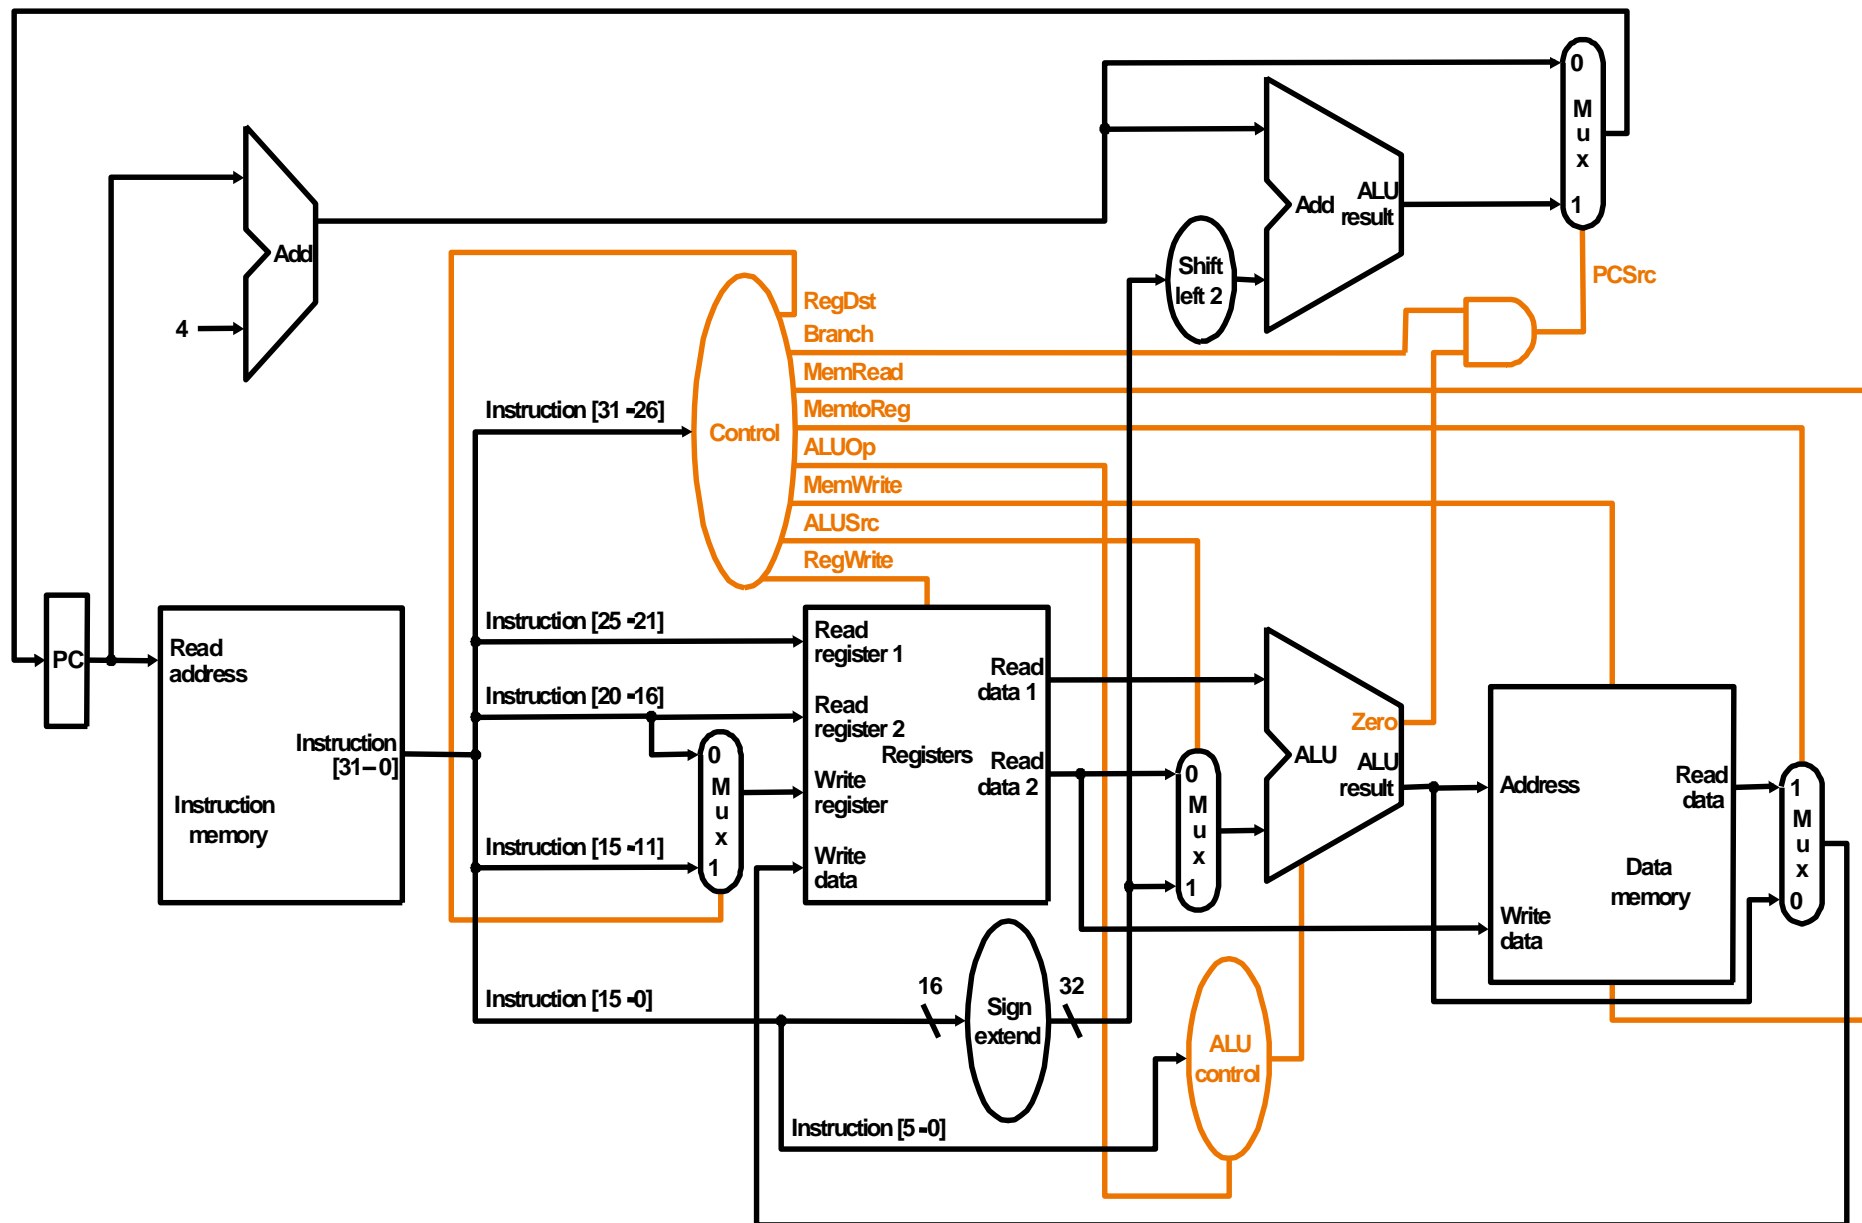 0
M
u
x
1
Add
ALU
result
Add
4
Shift
left 2
PCSrc
RegDst
Branch
MemRead
MemtoReg
ALUOp
MemWrite
ALUSrc
RegWrite
Control
Instruction [31-26]
Instruction [25-21]
Instruction [20-16]
Instruction [15-11]
Instruction [15-0]
Instruction [5-0]
PC
Read
address
Instruction
[31-0]
Instruction
memory
0
M
u
x
1
Read
register 1
Read
register 2
Write
register
Write
data
Registers
Read
data 1
Read
data 2
0
M
u
x
1
Zero
ALU
ALU
result
Address
Write
data
Read
data
Data
memory
1
M
u
x
0
16
Sign
extend
32
ALU
control